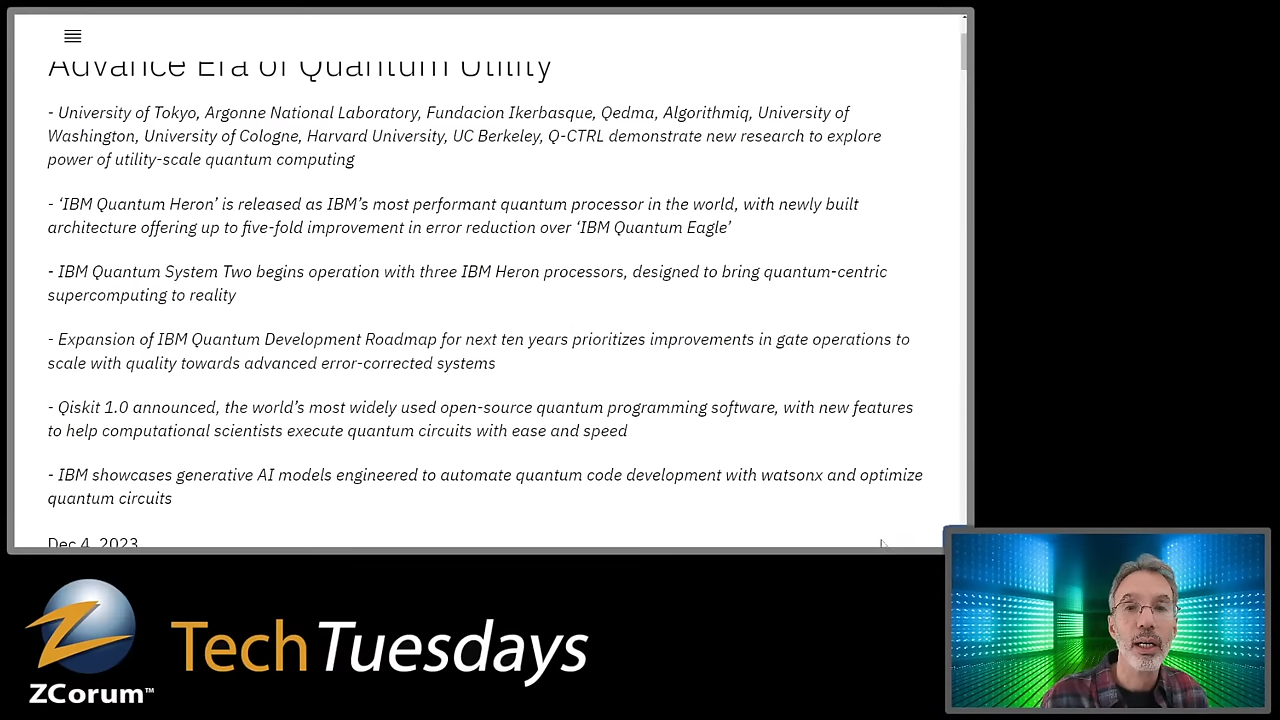 Advance Era of Quantum Utility
- University of Tokyo, Argonne National Laboratory, Fundacion Ikerbasque, Qedma, Algorithmiq, University of
Washington, University of Cologne, Harvard University, UC Berkeley, Q-CTRL demonstrate new research to explore
power of utility-scale quantum computing
- ‘IBM Quantum Heron’ is released as IBM’s most performant quantum processor in the world, with newly built
architecture offering up to five-fold improvement in error reduction over ‘IBM Quantum Eagle’
- IBM Quantum System Two begins operation with three IBM Heron processors, designed to bring quantum-centric
supercomputing to reality
- Expansion of IBM Quantum Development Roadmap for next ten years prioritizes improvements in gate operations to
scale with quality towards advanced error-corrected systems
- Qiskit 1.0 announced, the world’s most widely used open-source quantum programming software, with new features
to help computational scientists execute quantum circuits with ease and speed
- IBM showcases generative AI models engineered to automate quantum code development with watsonx and optimize
quantum circuits
Dec 4, 2023
Z
ZCorum™
TechTuesdays